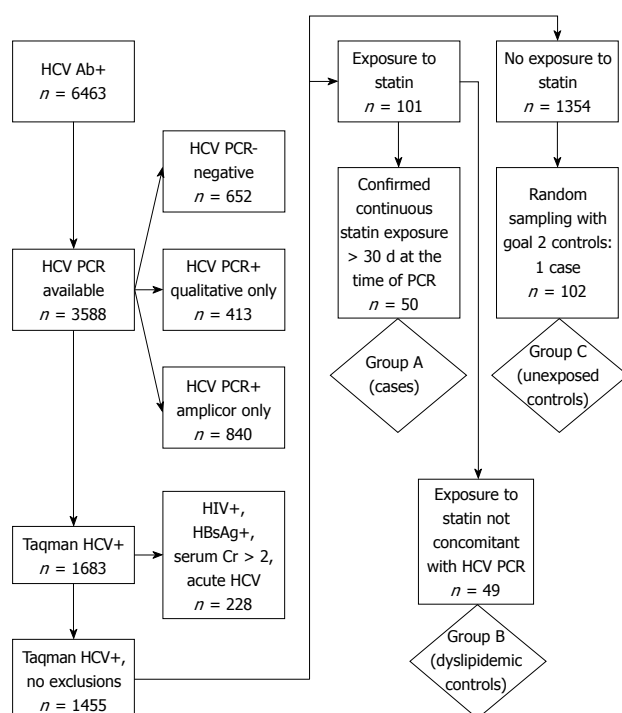 HCV Ab+
n = 6463
HCV PCR-
negative
n = 652
HCV PCR
available
n = 3588
HCV PCR+
qualitative only
n = 413
HCV PCR+
amplicor only
n = 840
Taqman HCV+
n = 1683
HIV+,
HBsAg+,
serum Cr > 2,
acute HCV
n = 228
Taqman HCV+,
no exclusions
n = 1455
Exposure to
statin
n = 101
Confirmed
continuous
statin exposure
> 30 d at the
time of PCR
n = 50
Group A
(cases)
No exposure to
statin
n = 1354
Random
sampling with
goal 2 controls:
1 case
n = 102
Group C
(unexposed
controls)
Exposure to
statin not
concomitant
with HCV PCR
n = 49
Group B
(dyslipidemic
controls)